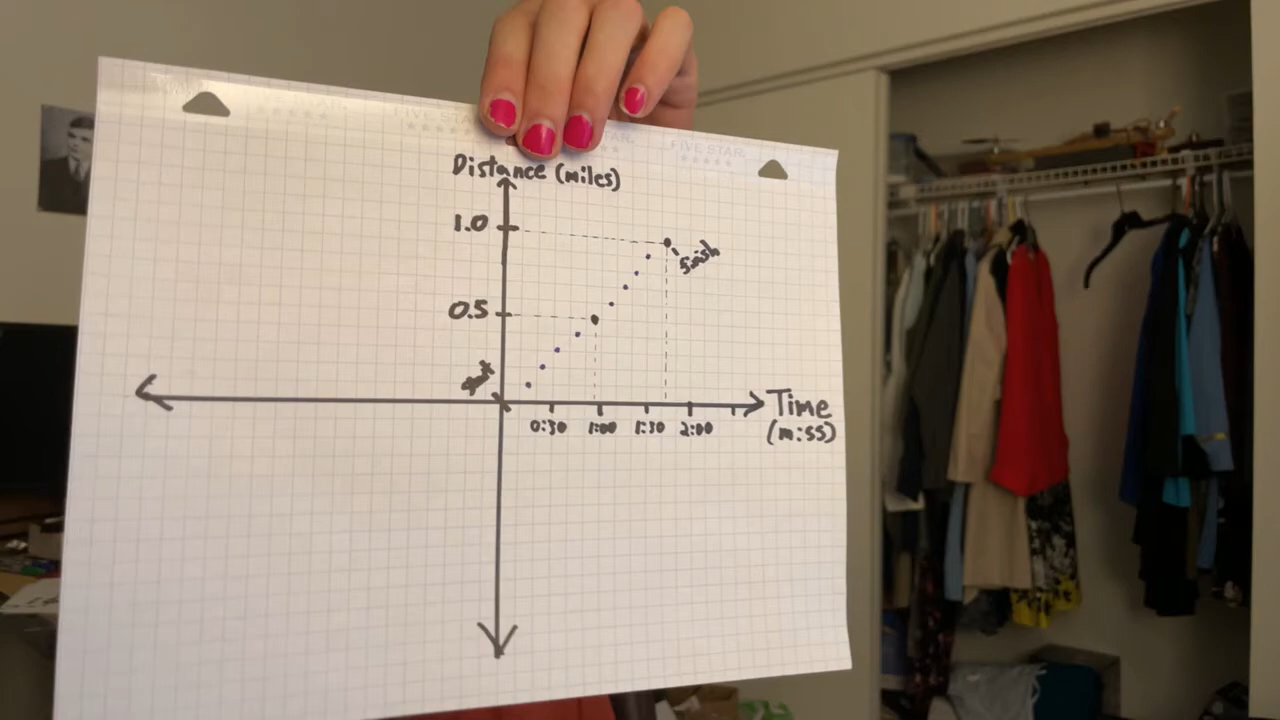 FIVE STAR.
Distance (miles)
1.0
finish
0.5
start
0:30 1:00 1:30 2:00
Time
(m:ss)